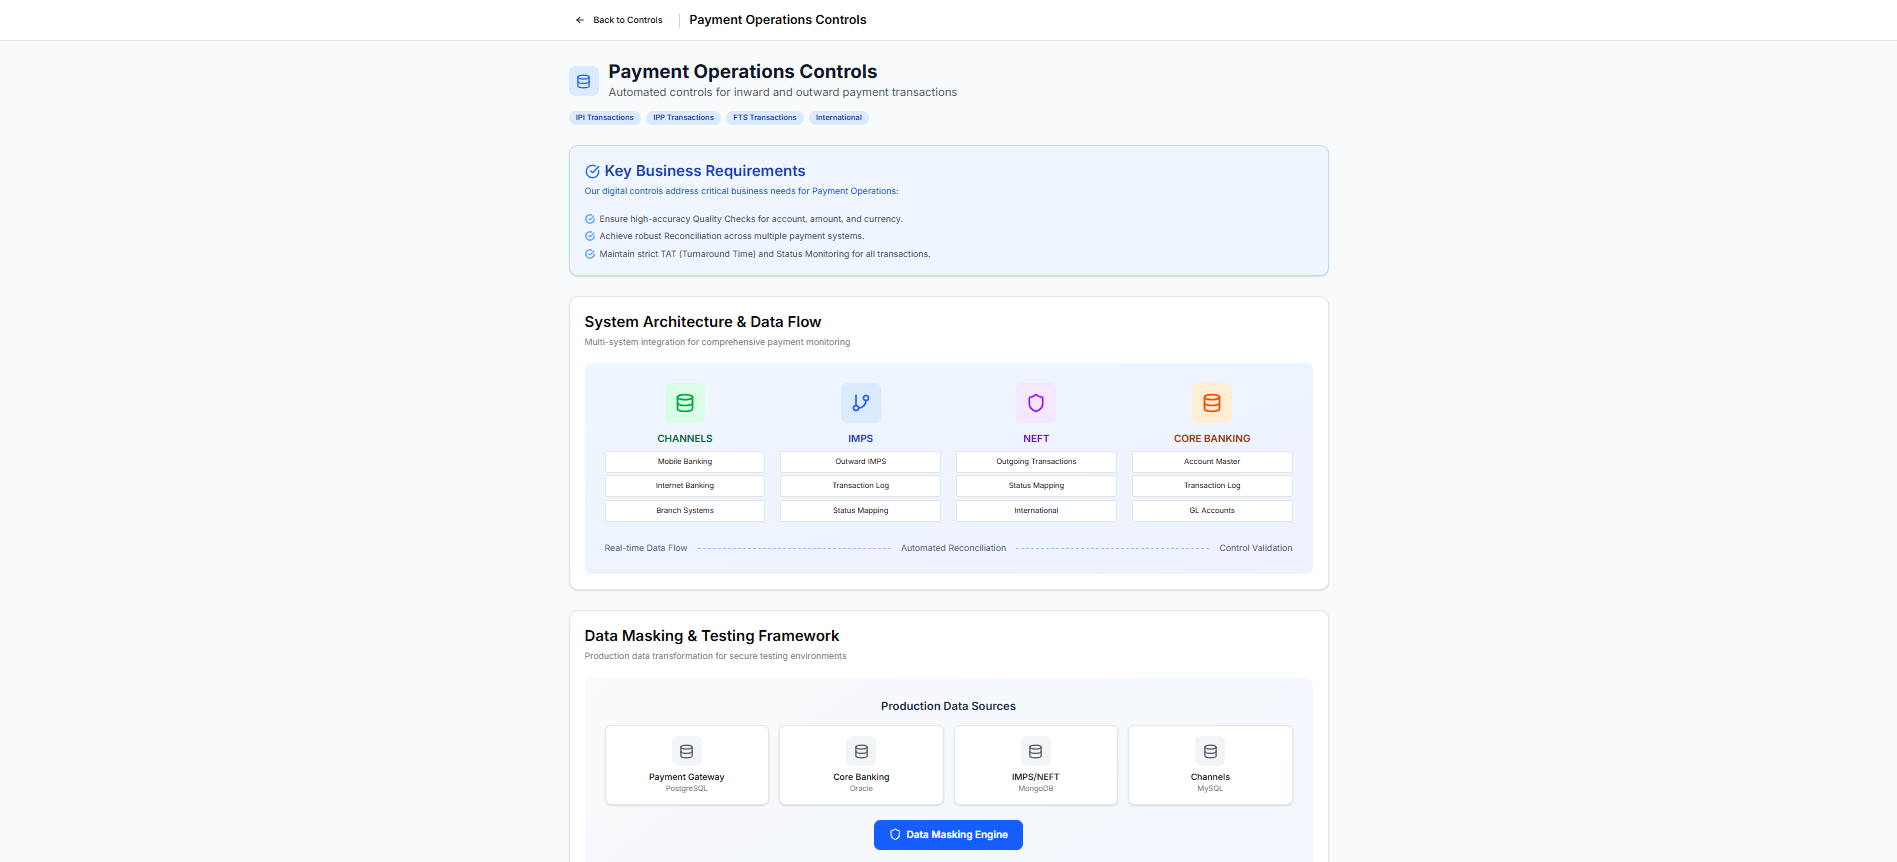 Back to Controls
Payment Operations Controls
Payment Operations Controls
Automated controls for inward and outward payment transactions
IPI Transactions
IPP Transactions
FTS Transactions
International
Key Business Requirements
Our digital controls address critical business needs for Payment Operations:
Ensure high-accuracy Quality Checks for account, amount, and currency.
Achieve robust Reconciliation across multiple payment systems.
Maintain strict TAT (Turnaround Time) and Status Monitoring for all transactions.
System Architecture & Data Flow
Multi-system integration for comprehensive payment monitoring
CHANNELS
Mobile Banking
Internet Banking
Branch Systems
IMPS
Outward IMPS
Transaction Log
Status Mapping
NEFT
Outgoing Transactions
Status Mapping
International
CORE BANKING
Account Master
Transaction Log
GL Accounts
Real-time Data Flow
Automated Reconciliation
Control Validation
Data Masking & Testing Framework
Production data transformation for secure testing environments
Production Data Sources
Payment Gateway
PostgreSQL
Core Banking
Oracle
IMPS/NEFT
MongoDB
Channels
MySQL
Data Masking Engine